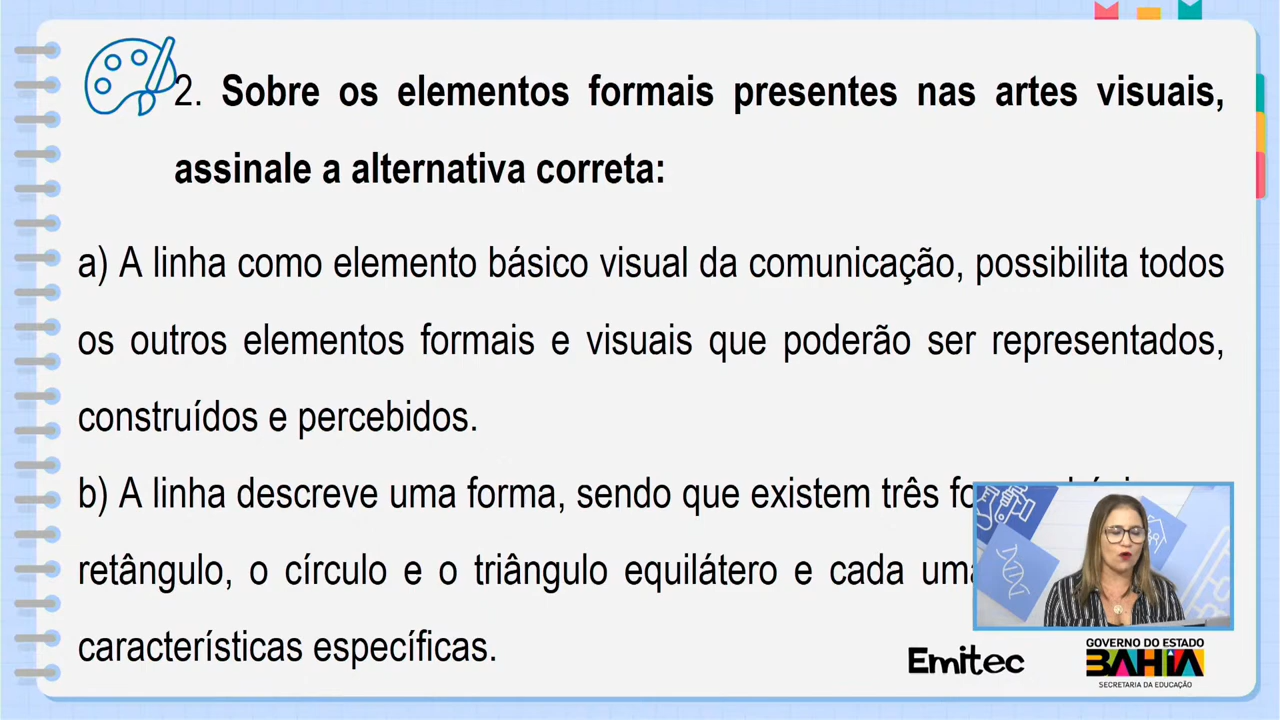 2. Sobre os elementos formais presentes nas artes visuais,
assinale a alternativa correta:
a) A linha como elemento básico visual da comunicação, possibilita todos
os outros elementos formais e visuais que poderão ser representados,
construídos e percebidos.
b) A linha descreve uma forma, sendo que existem três
retângulo, o círculo e o triângulo equilátero e cada
características específicas.
Emitec
GOVERNO DO ESTADO
BAHIA
SECRETARIA DA EDUCAÇÃO